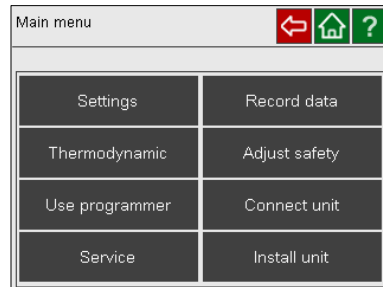 Main menu ?
Settings Record data
Thermodynamic Adjust safety
Use programmer Connect unit
Service Install unit